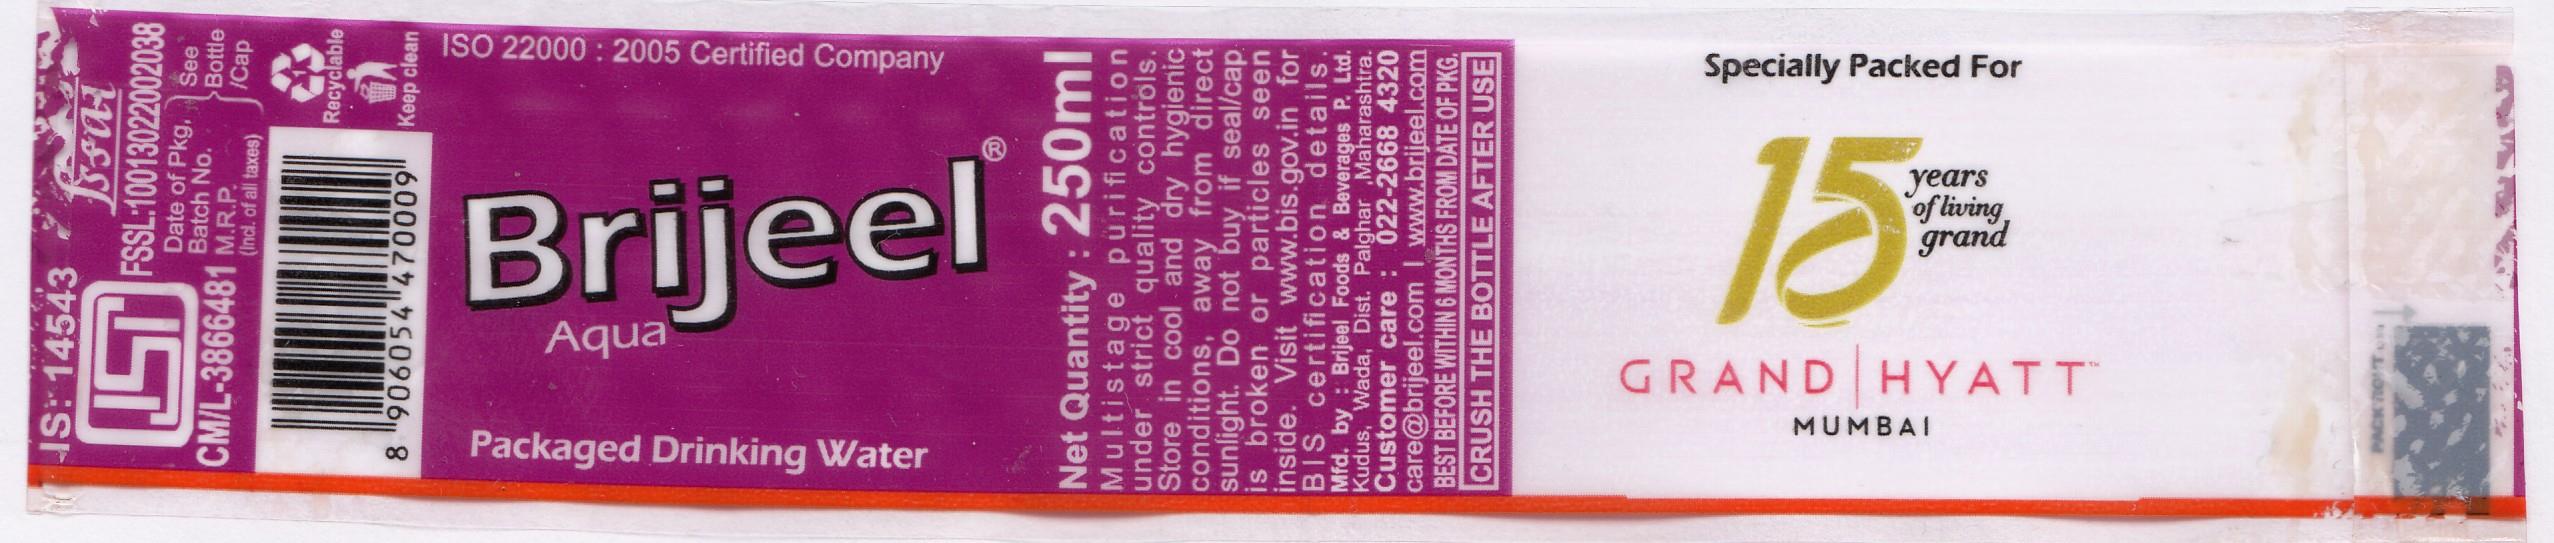 IS: 14543
CM/L-3866481
fssai
FSSL:10013022002038
Date of Pkg.
Batch No.
M.R.P.
(Incl. of all taxes)
See
Bottle
/Cap
1
Recyclable
Keep clean
8 906054 470009
ISO 22000 : 2005 Certified Company
Brijeel®
Aqua
Packaged Drinking Water
Net Quantity : 250ml
Multistage purification
under strict quality controls.
Store in cool and dry hygienic
conditions, away from direct
sunlight. Do not buy if seal/cap
is broken or particles seen
inside. Visit www.bis.gov.in for
BIS certification details.
Mfd. by : Brijeel Foods & Beverages P. Ltd.
Kudus, Wada, Dist. Palghar ,Maharashtra.
Customer care : 022-2668 4320
care@brijeel.com | www.brijeel.com
BEST BEFORE WITHIN 6 MONTHS FROM DATE OF PKG.
CRUSH THE BOTTLE AFTER USE
Specially Packed For
15 years
of living
grand
GRAND | HYATT™
MUMBAI